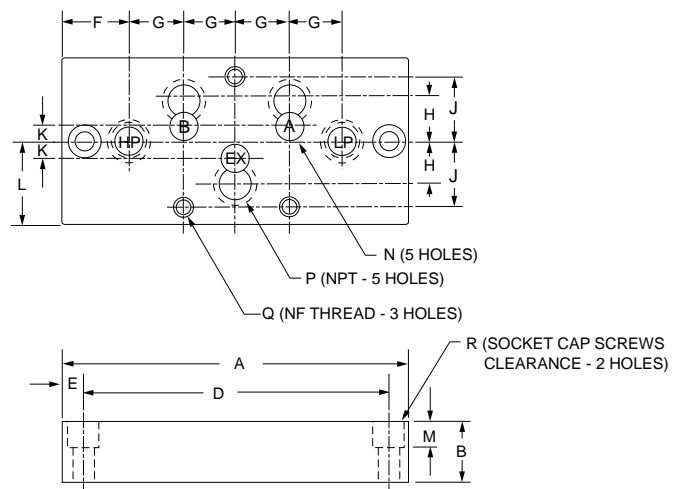 F G G G G
H J
K
K
L
B A
HP LP
EX
H J
N (5 HOLES)
P (NPT - 5 HOLES)
Q (NF THREAD - 3 HOLES)
R (SOCKET CAP SCREWS
CLEARANCE - 2 HOLES)
A
E
D
M
B